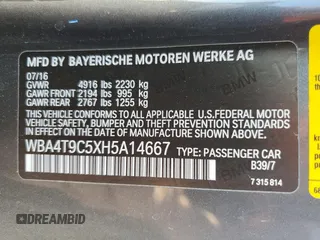 MFD BY BAYERISCHE MOTOREN WERKE AG
07/16
GVWR 4916 LBS 2230 kg
GAWR FRONT 2194 LBS 995 kg
GAWR REAR 2767 LBS 1255 kg
THIS VEHICLE CONFORMS TO ALL APPLICABLE FEDERAL MOTOR
VEHICLE SAFETY, BUMPER, AND THEFT PREVENTION
STANDARDS IN EFFECT ON THE DATE OF MANUFACTURE
SHOWN ABOVE.
WBA4T9C5XH5A14667 TYPE: PASSENGER CAR
B39/7
7 315 814